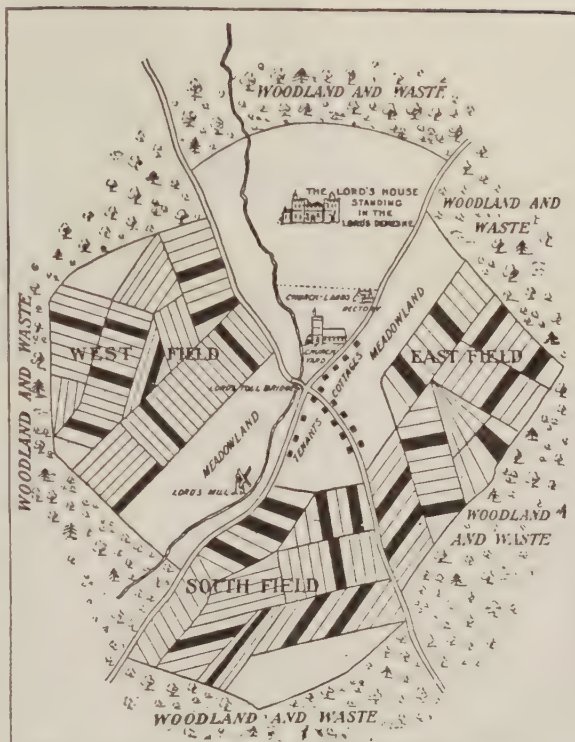 WOODLAND AND WASTE
WOODLAND AND
WASTE
THE LORD'S HOUSE
STANDING
IN THE
LORD'S DEMESNE
CHURCH LANDS
RECTORY
CHURCH
YARD
MEADOWLAND
EAST FIELD
WEST FIELD
LORD'S TOLL BRIDGE
TENANTS COTTAGES
MEADOWLAND
LORD'S MILL
WOODLAND AND WASTE
WOODLAND
AND WASTE
SOUTH FIELD
WOODLAND AND WASTE